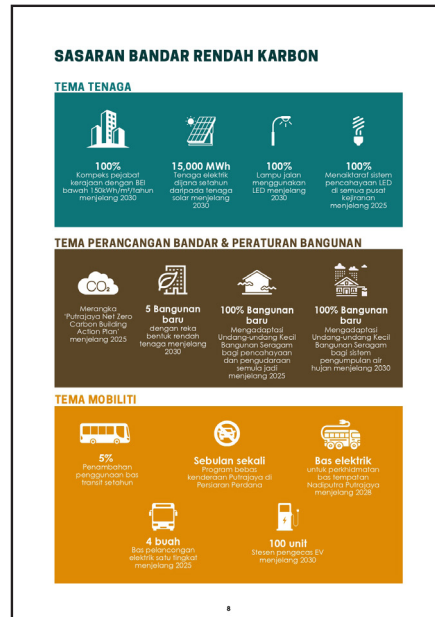 SASARAN BANDAR RENDAH KARBON
TEMA TENAGA
100%
Kompeks pejabat
kerajaan dengan BEI
bawah 150kWh/m²/tahun
menjelang 2030
15,000 MWh
Tenaga elektrik
dijana setahun
daripada tenaga
solar menjelang
2030
100%
Lampu jalan
menggunakan
LED menjelang
2030
100%
Menaiktaraf sistem
pencahayaan LED
di semua pusat
kejiranan
menjelang 2025
TEMA PERANCANGAN BANDAR & PERATURAN BANGUNAN
CO₂
Merangka
‘Putrajaya Net Zero
Carbon Building
Action Plan’
menjelang 2025
5 Bangunan
baru
dengan reka
bentuk rendah
tenaga menjelang
2030
100% Bangunan
baru
Mengadaptasi
Undang-undang Kecil
Bangunan Seragam
bagi pencahayaan
dan pengudaraan
semula jadi
menjelang 2025
100% Bangunan
baru
Mengadaptasi
Undang-undang Kecil
Bangunan Seragam
bagi sistem
pengumpulan air
hujan menjelang 2030
TEMA MOBILITI
5%
Penambahan
penggunaan bas
transit setahun
Sebulan sekali
Program bebas
kenderaan Putrajaya di
Persiaran Perdana
Bas elektrik
untuk perkhidmatan
bas tempatan
Nadiputra Putrajaya
menjelang 2028
4 buah
Bas pelancongan
elektrik satu tingkat
menjelang 2025
100 unit
Stesen pengecas EV
menjelang 2030
8